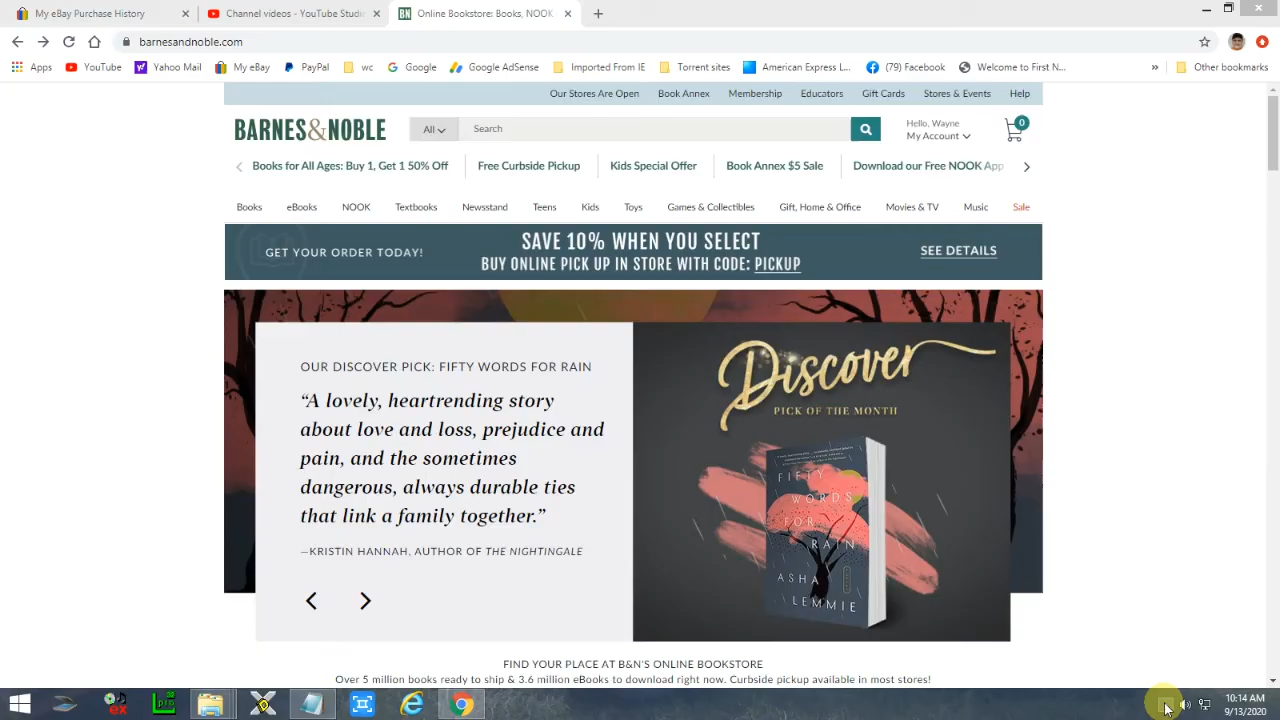 My eBay Purchase History
Channel videos - YouTube Studio
Online Bookstore: Books, NOOK
barnesandnoble.com
Apps YouTube Yahoo Mail My eBay PayPal wc Google Google AdSense Imported From IE Torrent sites American Express L... (79) Facebook Welcome to First N... » Other bookmarks
Our Stores Are Open Book Annex Membership Educators Gift Cards Stores & Events Help
BARNES&NOBLE
All Search
Hello, Wayne
My Account
0
Books for All Ages: Buy 1, Get 1 50% Off Free Curbside Pickup Kids Special Offer Book Annex $5 Sale Download our Free NOOK App
Books eBooks NOOK Textbooks Newsstand Teens Kids Toys Games & Collectibles Gift, Home & Office Movies & TV Music Sale
GET YOUR ORDER TODAY!
SAVE 10% WHEN YOU SELECT
BUY ONLINE PICK UP IN STORE WITH CODE: PICKUP
SEE DETAILS
OUR DISCOVER PICK: FIFTY WORDS FOR RAIN
“A lovely, heartrending story
about love and loss, prejudice and
pain, and the sometimes
dangerous, always durable ties
that link a family together.”
—KRISTIN HANNAH, AUTHOR OF THE NIGHTINGALE
Discover
PICK OF THE MONTH
FIFTY
WORDS
FOR
RAIN
ASHA
LEMMIE
FIND YOUR PLACE AT B&N'S ONLINE BOOKSTORE
Over 5 million books ready to ship & 3.6 million eBooks to download right now. Curbside pickup available in most stores!
10:14 AM
9/13/2020